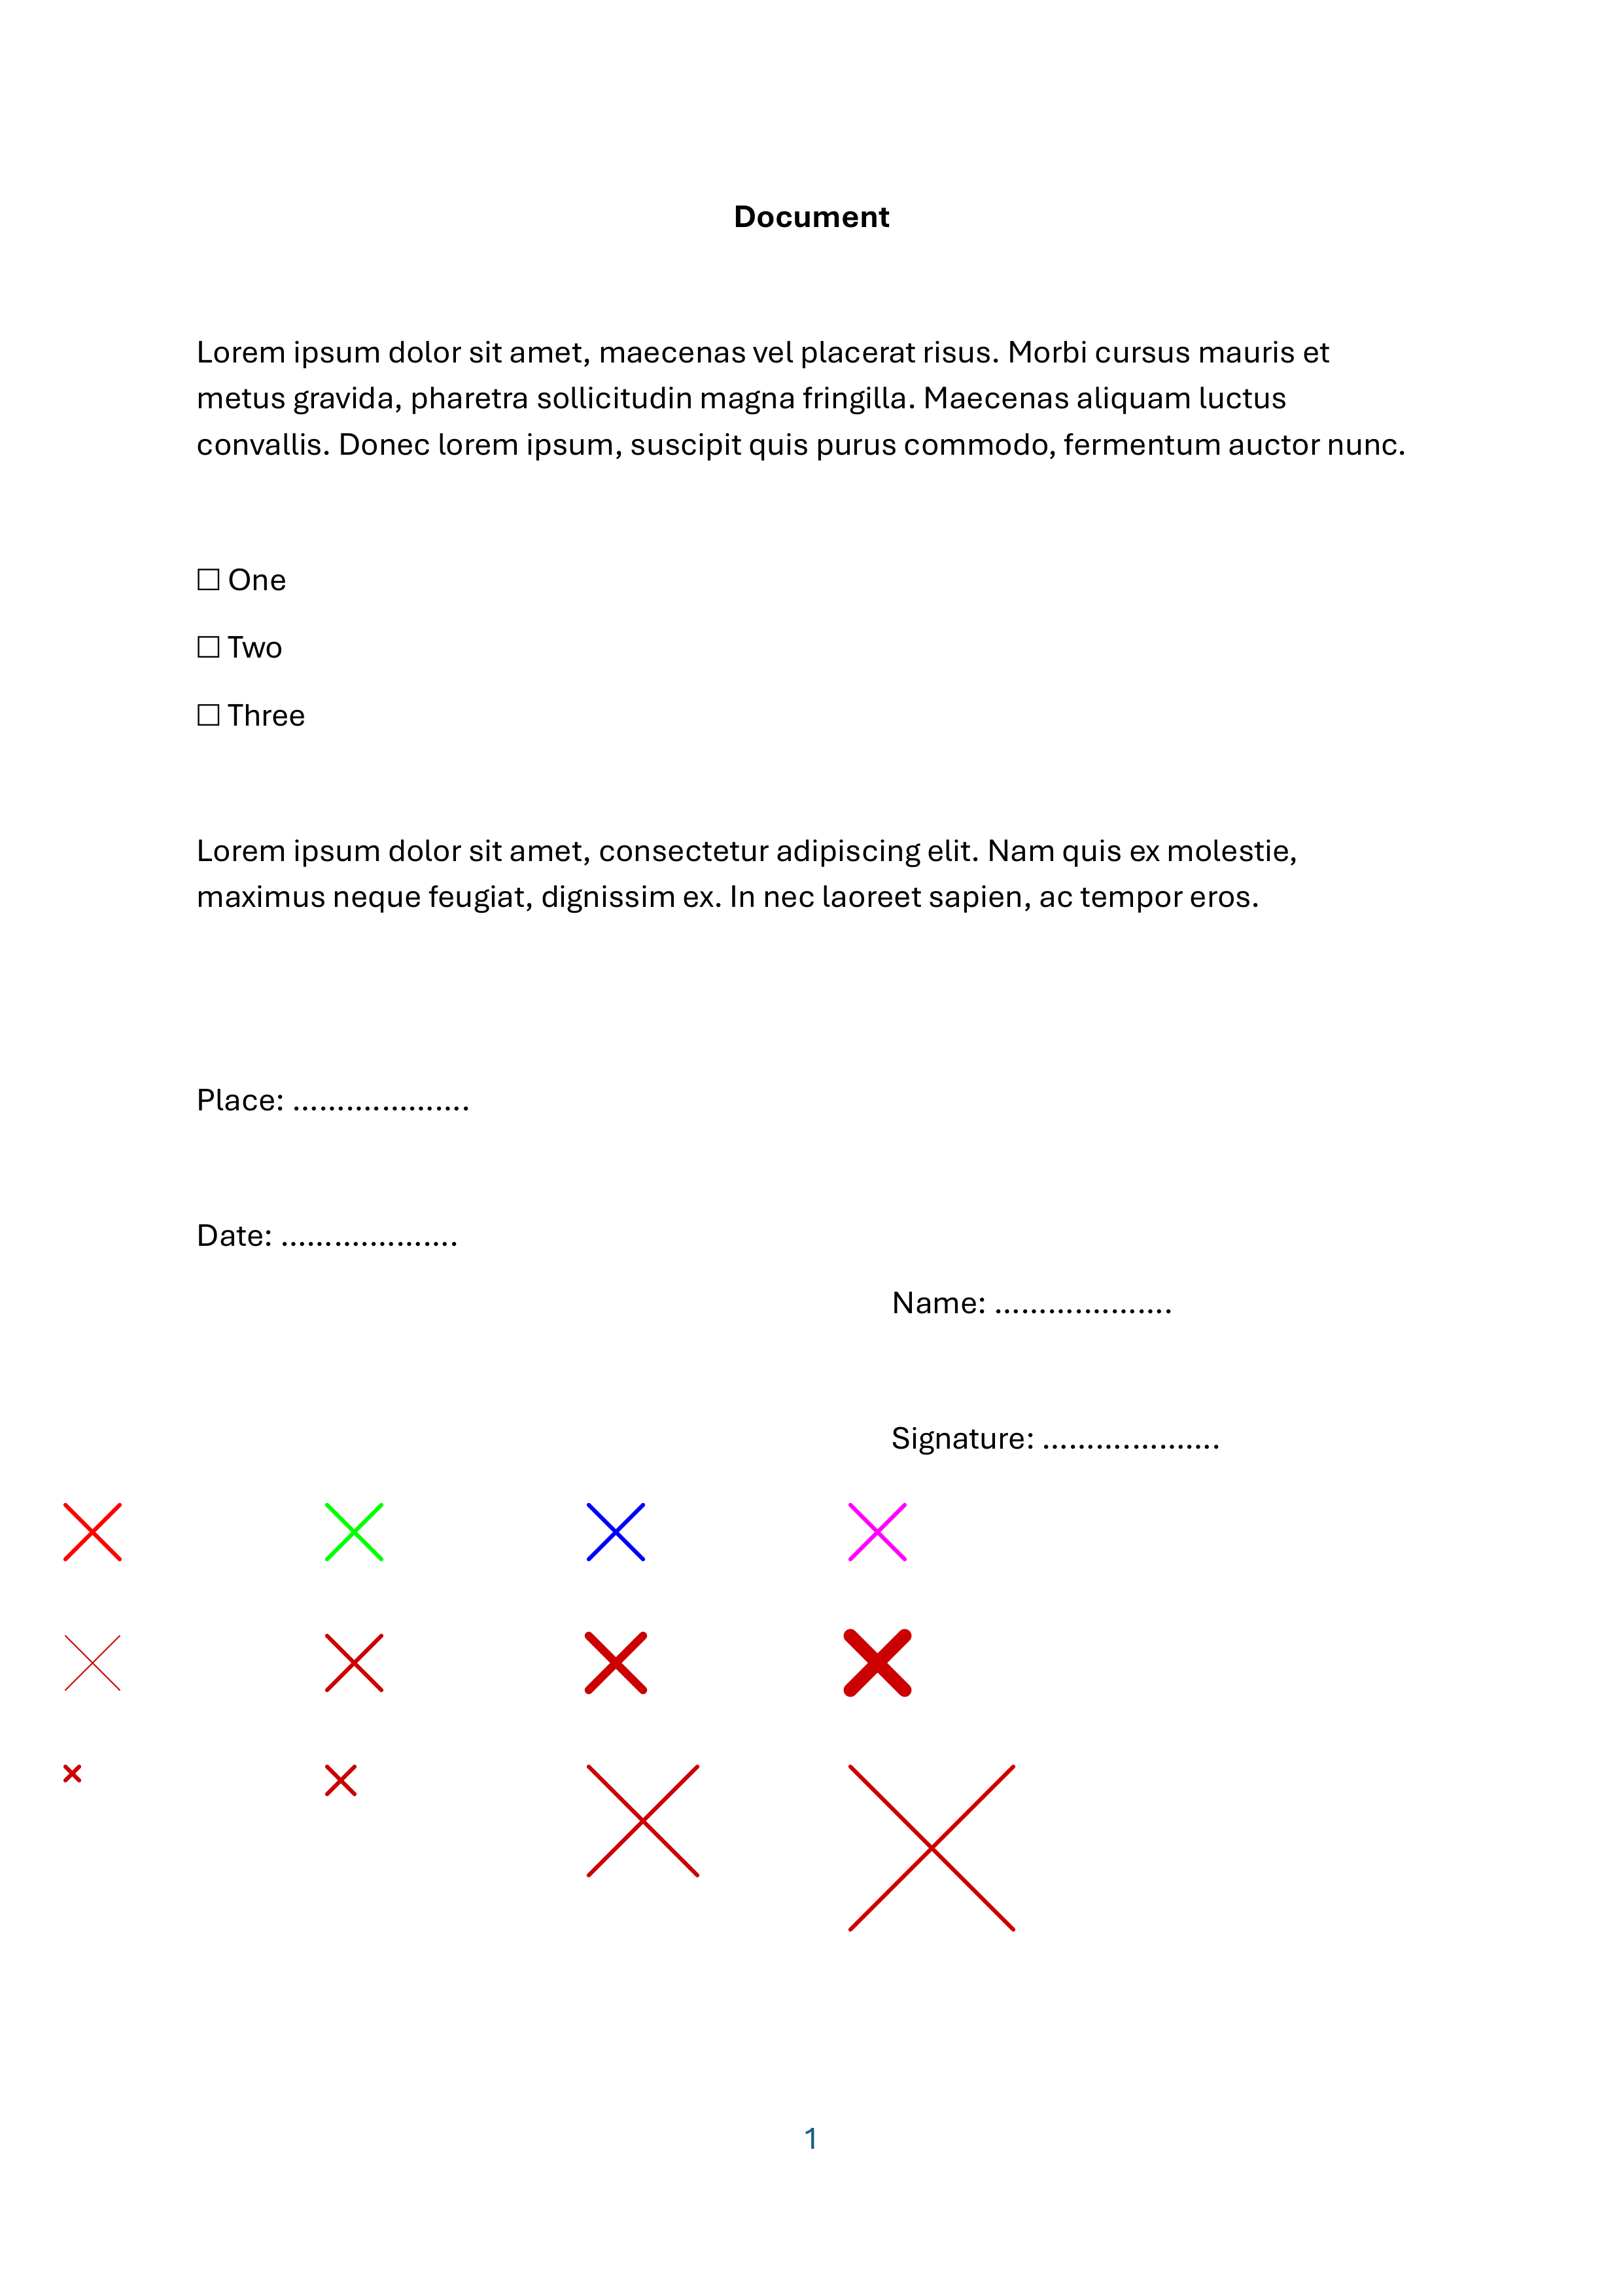 Document
Lorem ipsum dolor sit amet, maecenas vel placerat risus. Morbi cursus mauris et
metus gravida, pharetra sollicitudin magna fringilla. Maecenas aliquam luctus
convallis. Donec lorem ipsum, suscipit quis purus commodo, fermentum auctor nunc.
☐ One
☐ Two
☐ Three
Lorem ipsum dolor sit amet, consectetur adipiscing elit. Nam quis ex molestie,
maximus neque feugiat, dignissim ex. In nec laoreet sapien, ac tempor eros.
Place: ....................
Date: ....................
Name: ....................
Signature: ....................
1